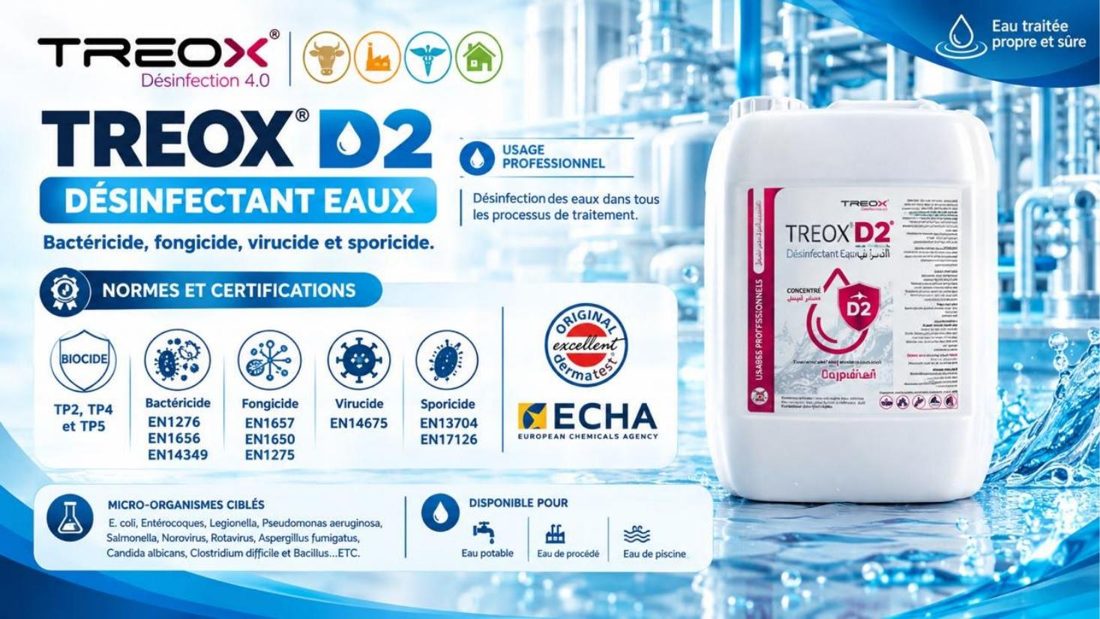 TREOX®
Désinfection 4.0
Eau traitée
propre et sûre
TREOX® D2
DÉSINFECTANT EAUX
Bactéricide, fongicide, virucide et sporicide.
USAGE
PROFESSIONNEL
Désinfection des eaux dans tous
les processus de traitement.
NORMES ET CERTIFICATIONS
BIOCIDE
TP2, TP4
et TP5
Bactéricide
EN1276
EN1656
EN14349
Fongicide
EN1657
EN1650
EN1275
Virucide
EN14675
Sporicide
EN13704
EN17126
ORIGINAL
excellent
dermatest®
ECHA
EUROPEAN CHEMICALS AGENCY
MICRO-ORGANISMES CIBLÉS
E. coli, Entérocoques, Legionella, Pseudomonas aeruginosa,
Salmonella, Norovirus, Rotavirus, Aspergillus fumigatus,
Candida albicans, Clostridium difficile et Bacillus...ETC.
DISPONIBLE POUR
Eau potable
Eau de procédé
Eau de piscine
TREOX
TREOX® D2®
Désinfectant
CONCENTRÉ
D2